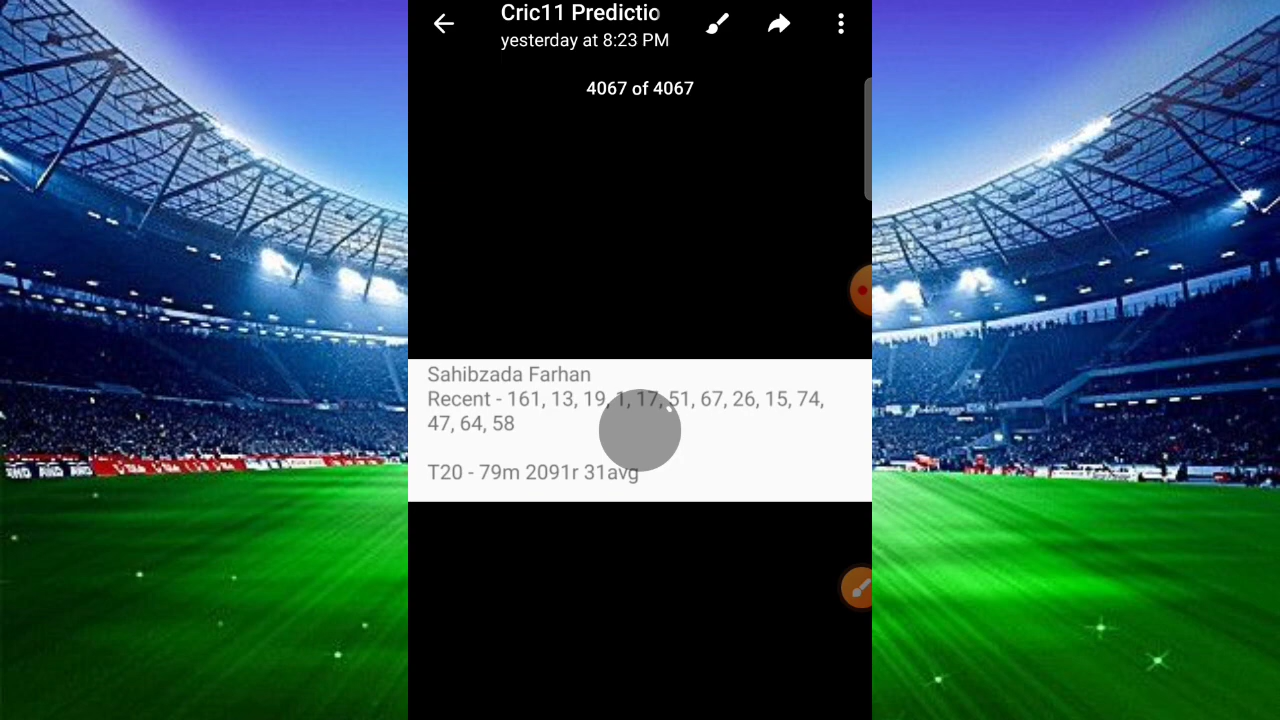 Cric11 Predictio
yesterday at 8:23 PM
4067 of 4067
Sahibzada Farhan
Recent - 161, 13, 19, 1, 17, 51, 67, 26, 15, 74,
47, 64, 58
T20 - 79m 2091r 31avg